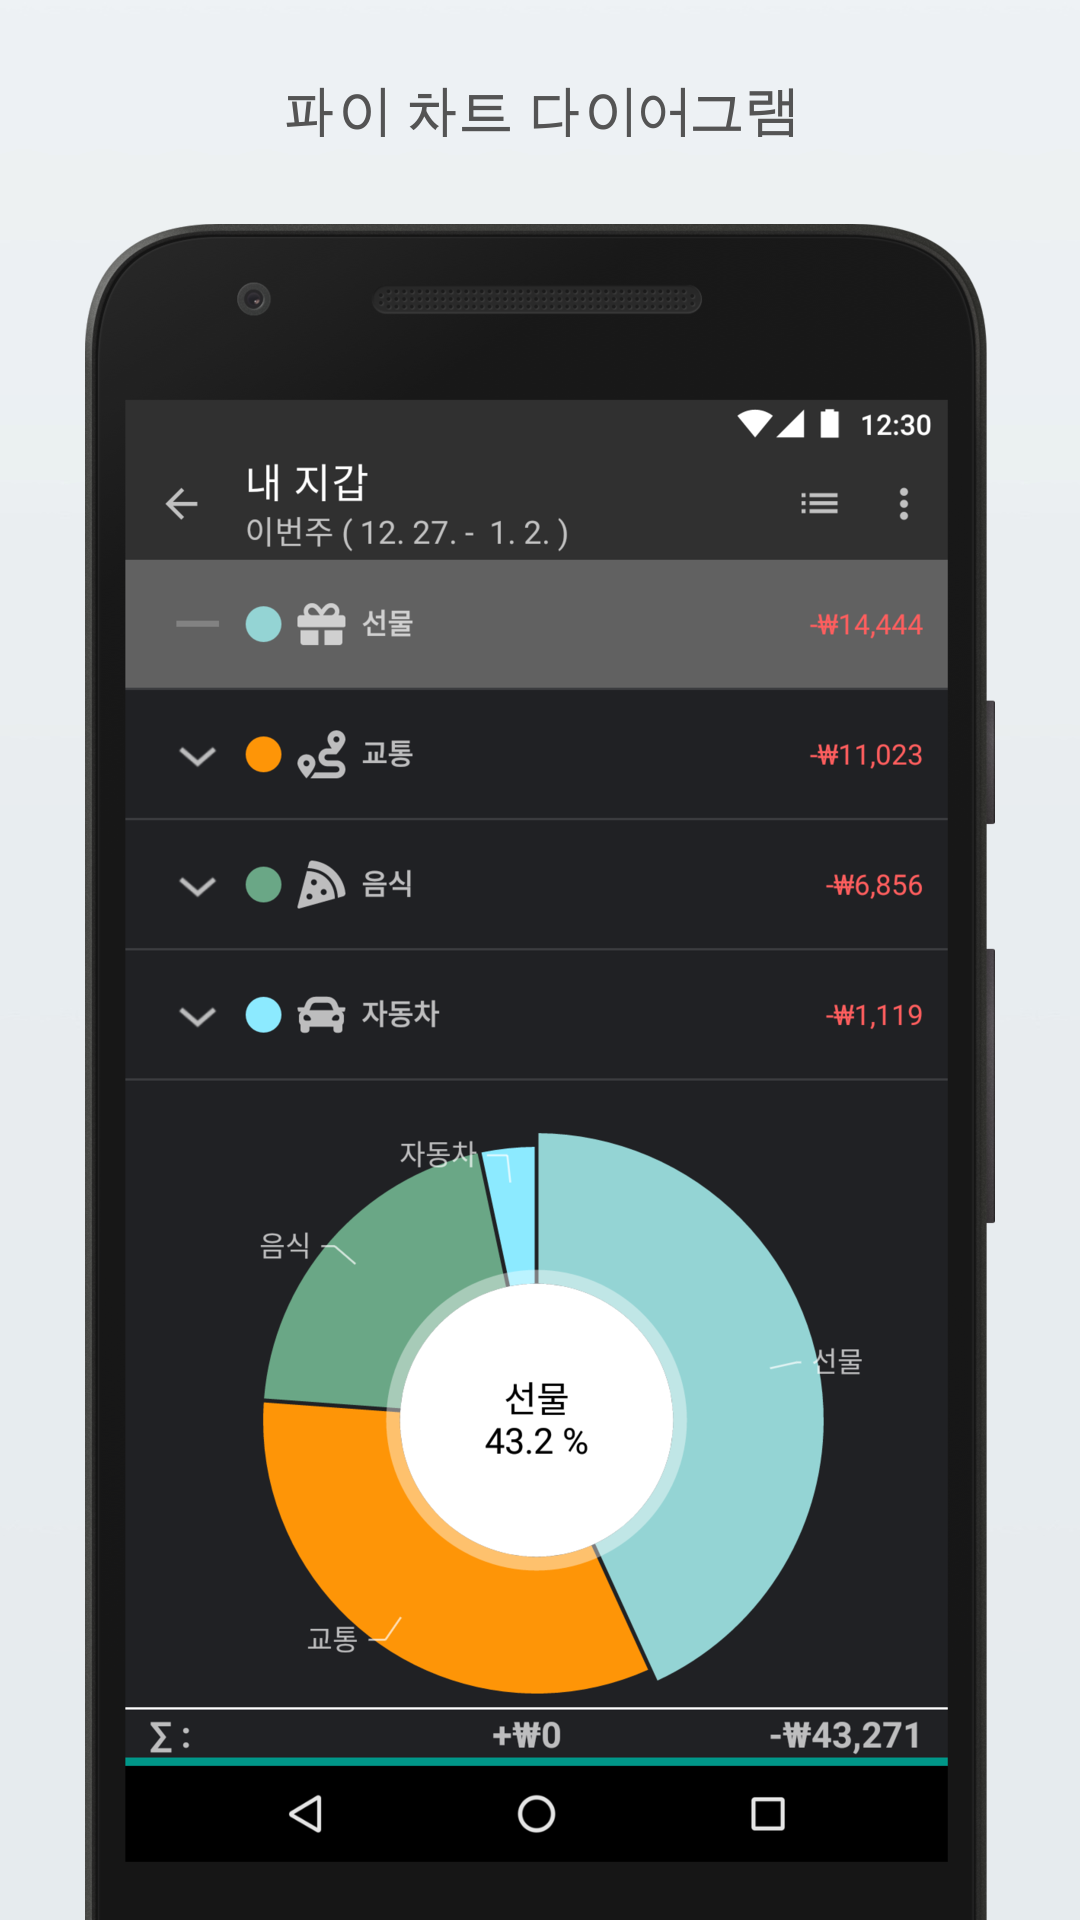 파이 차트 다이어그램
12:30
내 지갑
이번주 ( 12. 27. -  1. 2. )
선물 -₩14,444
교통 -₩11,023
음식 -₩6,856
자동차 -₩1,119
자동차
음식
선물
선물
43.2 %
교통
Σ : +₩0 -₩43,271